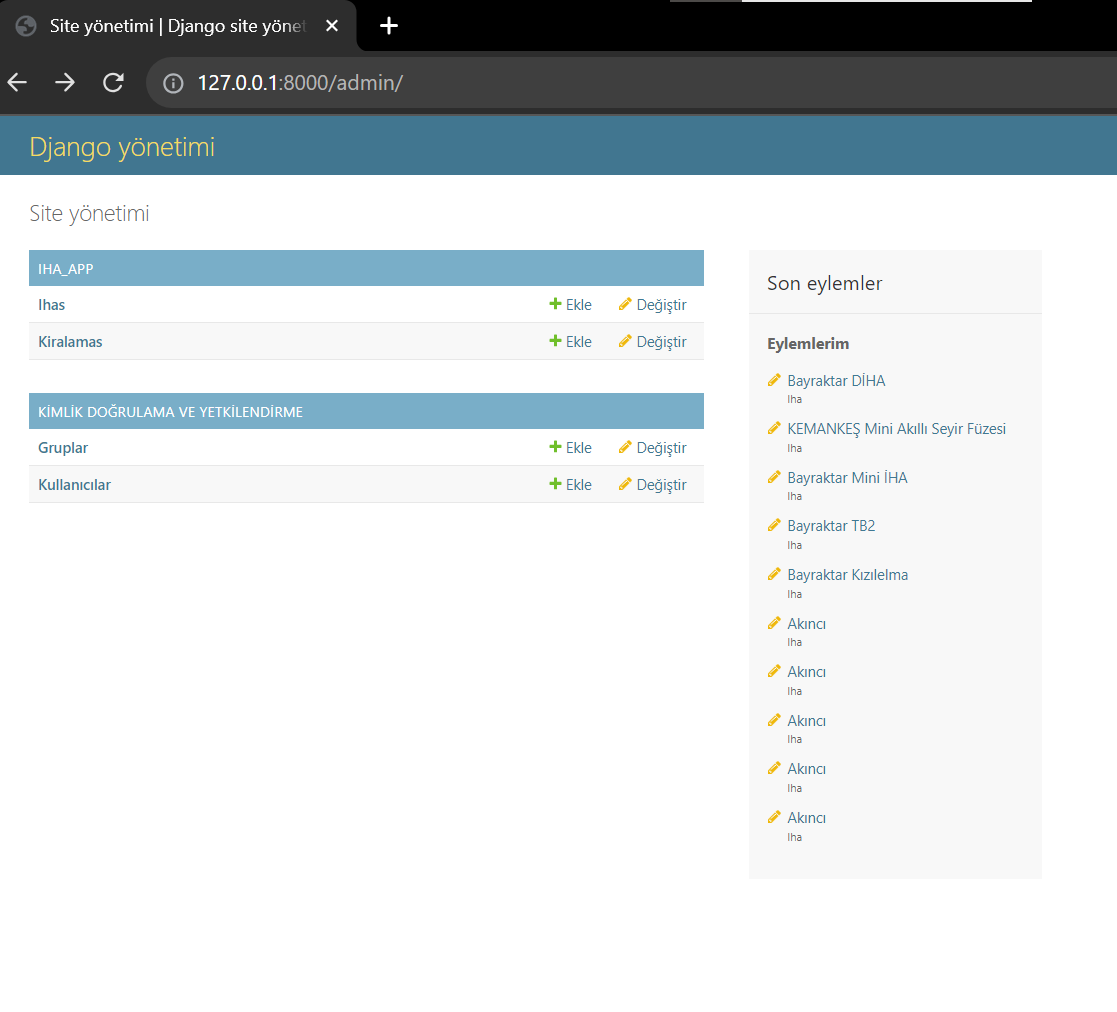 Site yönetimi | Django site yönet
127.0.0.1:8000/admin/
Django yönetimi
Site yönetimi
IHA_APP
Ihas Ekle Değiştir
Kiralamas Ekle Değiştir
KİMLİK DOĞRULAMA VE YETKİLENDİRME
Gruplar Ekle Değiştir
Kullanıcılar Ekle Değiştir
Son eylemler
Eylemlerim
Bayraktar DİHA
Iha
KEMANKEŞ Mini Akıllı Seyir Füzesi
Iha
Bayraktar Mini İHA
Iha
Bayraktar TB2
Iha
Bayraktar Kızılelma
Iha
Akıncı
Iha
Akıncı
Iha
Akıncı
Iha
Akıncı
Iha
Akıncı
Iha